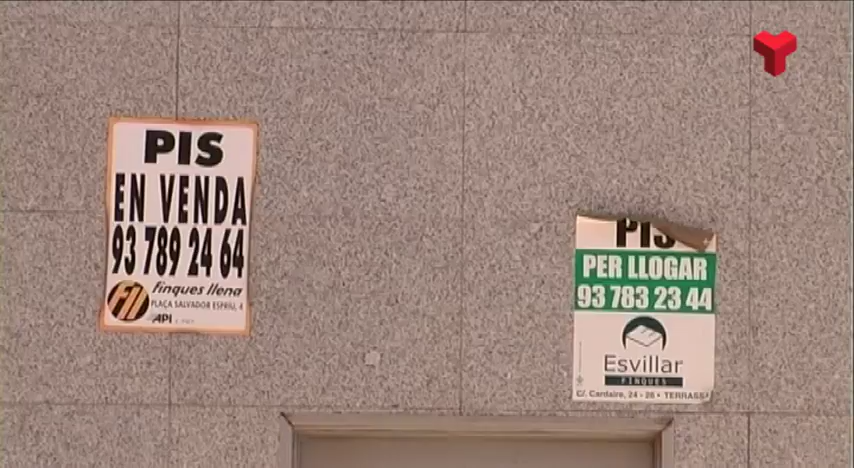 PIS
EN VENDA
93 789 24 64
finques llena
PLAÇA SALVADOR ESPRIU, 4
API
PIS
PER LLOGAR
93 783 23 44
Esvillar
FINQUES
C/. Cardaire, 24 - 26 • TERRASSA